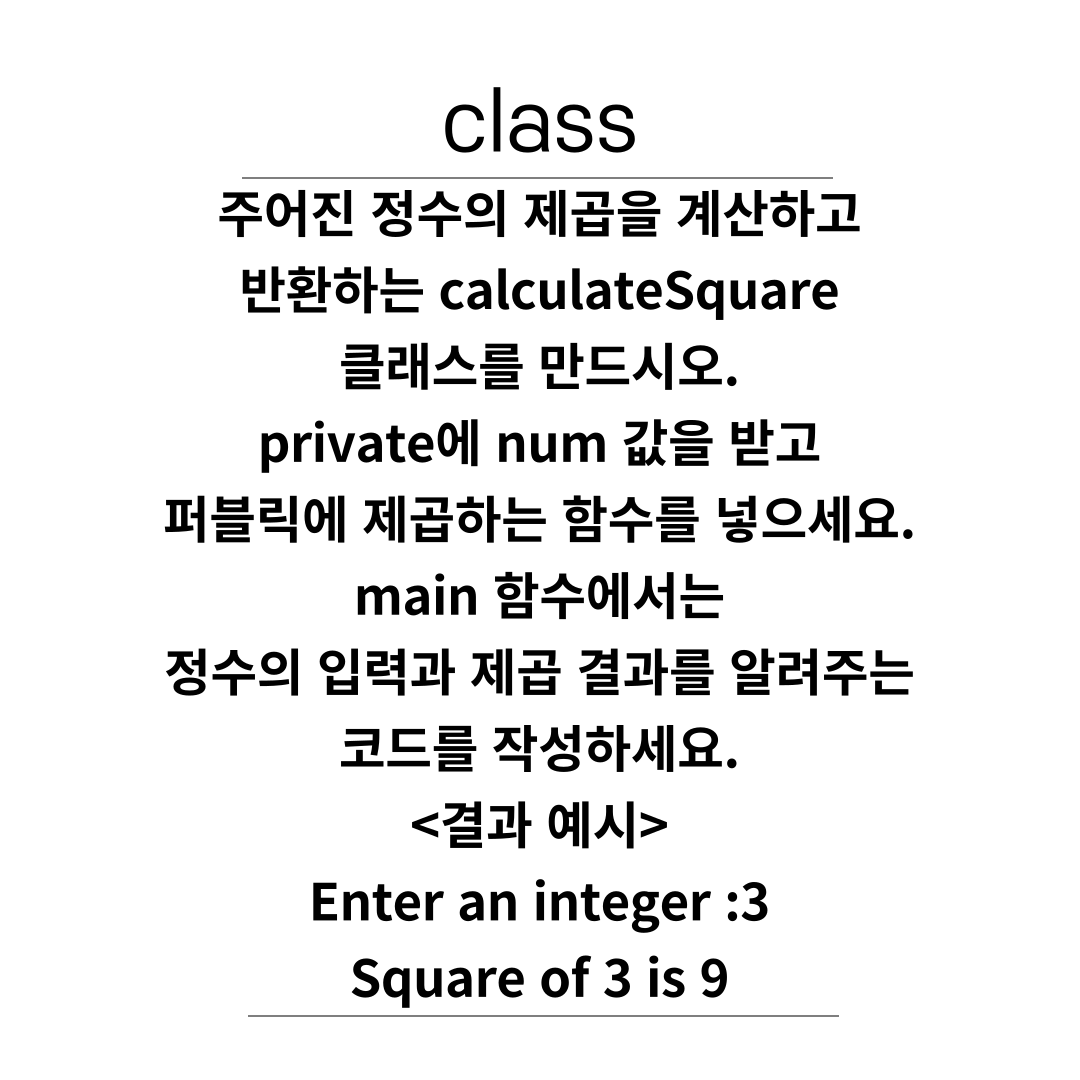 class
주어진 정수의 제곱을 계산하고
반환하는 calculateSquare
클래스를 만드시오.
private에 num 값을 받고
퍼블릭에 제곱하는 함수를 넣으세요.
main 함수에서는
정수의 입력과 제곱 결과를 알려주는
코드를 작성하세요.
<결과 예시>
Enter an integer :3
Square of 3 is 9